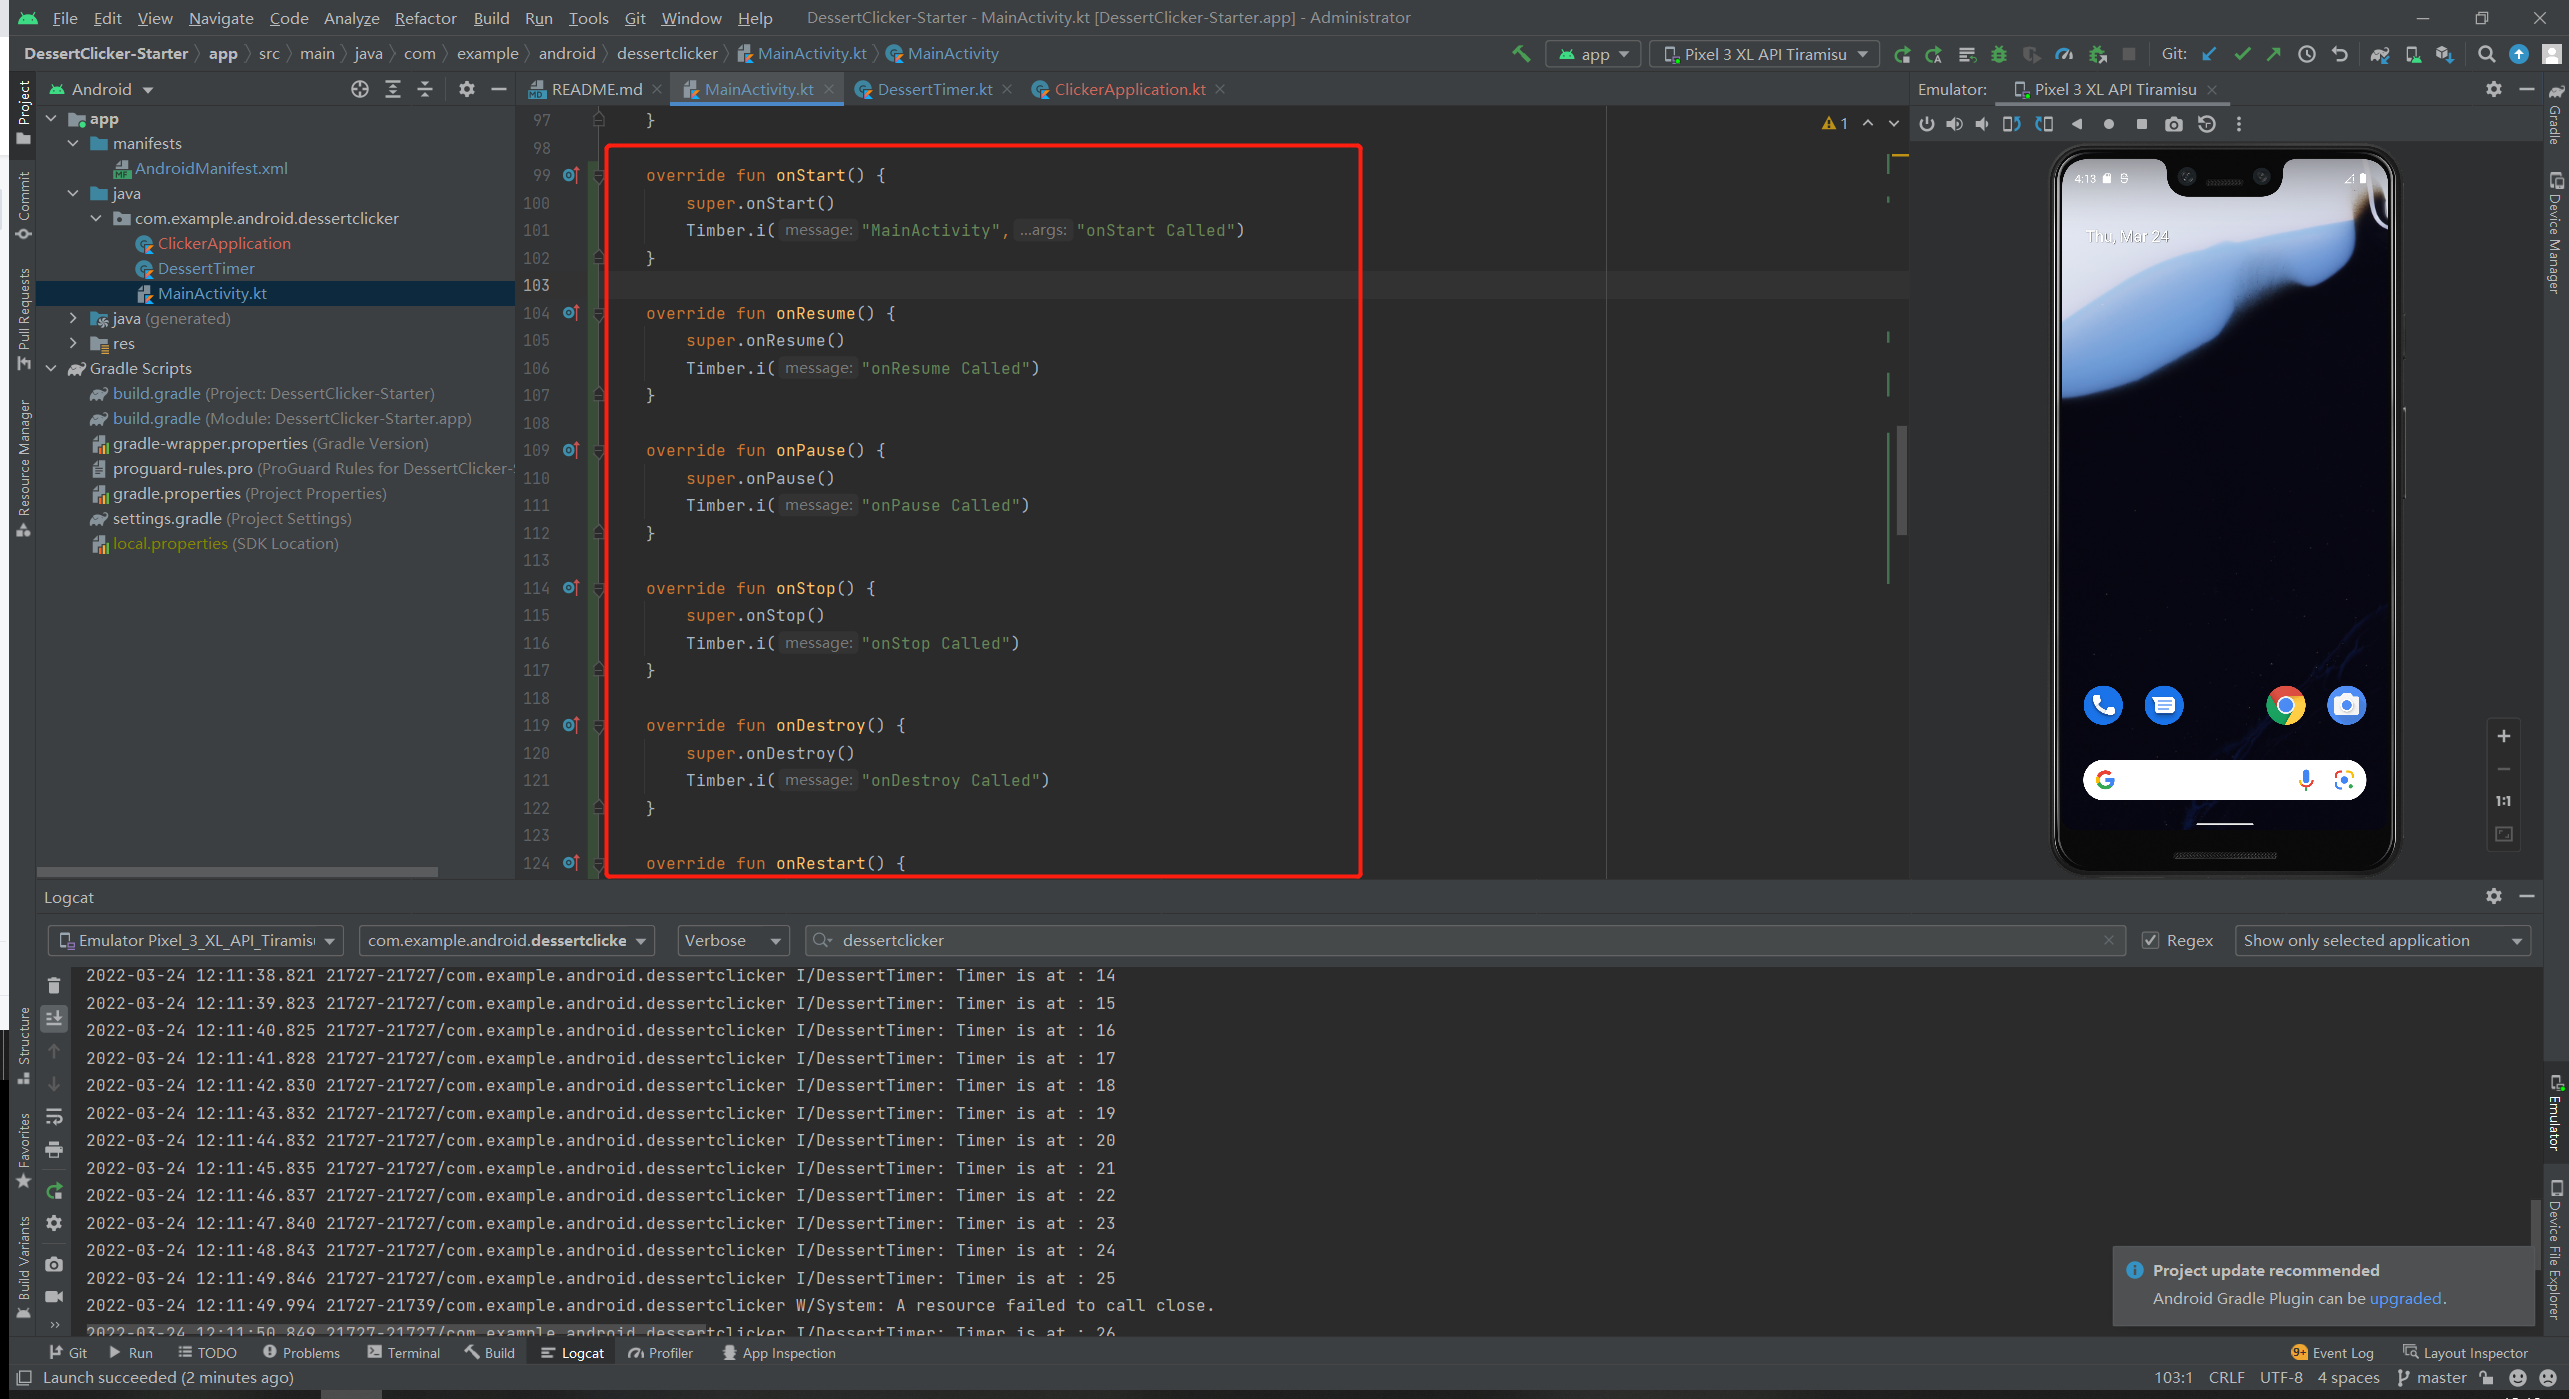 File Edit View Navigate Code Analyze Refactor Build Run Tools Git Window Help DessertClicker-Starter - MainActivity.kt [DessertClicker-Starter.app] - Administrator
DessertClicker-Starter app src main java com example android dessertclicker MainActivity.kt MainActivity
app Pixel 3 XL API Tiramisu Git:
Project
Commit
Pull Requests
Resource Manager
Structure
Favorites
Build Variants
Android
app
manifests
AndroidManifest.xml
java
com.example.android.dessertclicker
ClickerApplication
DessertTimer
MainActivity.kt
java (generated)
res
Gradle Scripts
build.gradle (Project: DessertClicker-Starter)
build.gradle (Module: DessertClicker-Starter.app)
gradle-wrapper.properties (Gradle Version)
proguard-rules.pro (ProGuard Rules for DessertClicker-S
gradle.properties (Project Properties)
settings.gradle (Project Settings)
local.properties (SDK Location)
README.md MainActivity.kt DessertTimer.kt ClickerApplication.kt
1
97 }
98
99 override fun onStart() {
100 super.onStart()
101 Timber.i( message: "MainActivity", ...args: "onStart Called")
102 }
103
104 override fun onResume() {
105 super.onResume()
106 Timber.i( message: "onResume Called")
107 }
108
109 override fun onPause() {
110 super.onPause()
111 Timber.i( message: "onPause Called")
112 }
113
114 override fun onStop() {
115 super.onStop()
116 Timber.i( message: "onStop Called")
117 }
118
119 override fun onDestroy() {
120 super.onDestroy()
121 Timber.i( message: "onDestroy Called")
122 }
123
124 override fun onRestart() {
Emulator: Pixel 3 XL API Tiramisu
4:13
Thu, Mar 24
1:1
Gradle
Device Manager
Emulator
Device File Explorer
Logcat
Emulator Pixel_3_XL_API_Tiramisu com.example.android.dessertclicke Verbose dessertclicker Regex Show only selected application
2022-03-24 12:11:38.821 21727-21727/com.example.android.dessertclicker I/DessertTimer: Timer is at : 14
2022-03-24 12:11:39.823 21727-21727/com.example.android.dessertclicker I/DessertTimer: Timer is at : 15
2022-03-24 12:11:40.825 21727-21727/com.example.android.dessertclicker I/DessertTimer: Timer is at : 16
2022-03-24 12:11:41.828 21727-21727/com.example.android.dessertclicker I/DessertTimer: Timer is at : 17
2022-03-24 12:11:42.830 21727-21727/com.example.android.dessertclicker I/DessertTimer: Timer is at : 18
2022-03-24 12:11:43.832 21727-21727/com.example.android.dessertclicker I/DessertTimer: Timer is at : 19
2022-03-24 12:11:44.832 21727-21727/com.example.android.dessertclicker I/DessertTimer: Timer is at : 20
2022-03-24 12:11:45.835 21727-21727/com.example.android.dessertclicker I/DessertTimer: Timer is at : 21
2022-03-24 12:11:46.837 21727-21727/com.example.android.dessertclicker I/DessertTimer: Timer is at : 22
2022-03-24 12:11:47.840 21727-21727/com.example.android.dessertclicker I/DessertTimer: Timer is at : 23
2022-03-24 12:11:48.843 21727-21727/com.example.android.dessertclicker I/DessertTimer: Timer is at : 24
2022-03-24 12:11:49.846 21727-21727/com.example.android.dessertclicker I/DessertTimer: Timer is at : 25
2022-03-24 12:11:49.994 21727-21739/com.example.android.dessertclicker W/System: A resource failed to call close.
2022-03-24 12:11:50.849 21727-21727/com.example.android.dessertclicker I/DessertTimer: Timer is at : 26
Project update recommended
Android Gradle Plugin can be upgraded.
Git Run TODO Problems Terminal Build Logcat Profiler App Inspection 9+ Event Log Layout Inspector
Launch succeeded (2 minutes ago) 103:1 CRLF UTF-8 4 spaces master